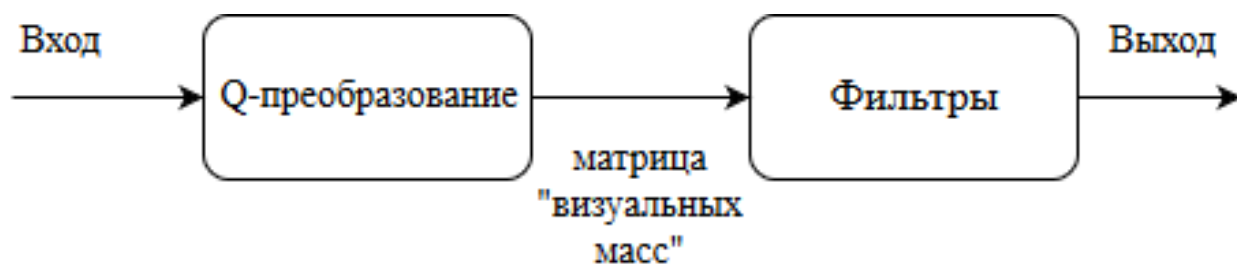 Вход
Q-преобразование
матрица
"визуальных
масс"
Фильтры
Выход